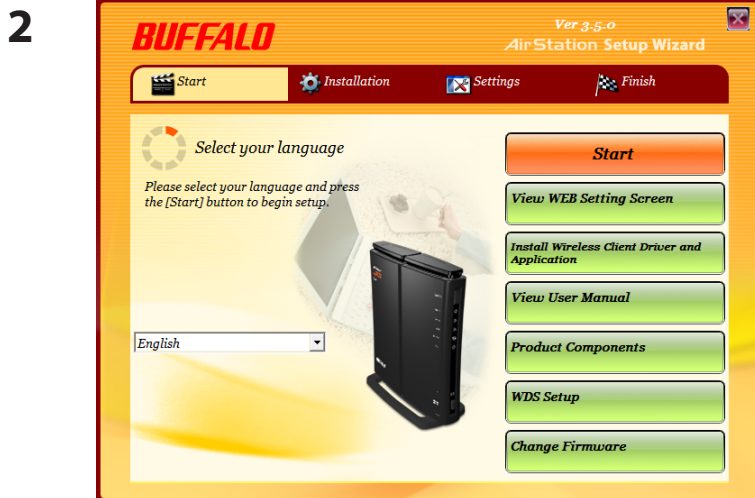 2
BUFFALO
Ver 3.5.0
AirStation Setup Wizard
Start
Installation
Settings
Finish
Select your language
Please select your language and press
the [Start] button to begin setup.
English
Start
View WEB Setting Screen
Install Wireless Client Driver and
Application
View User Manual
Product Components
WDS Setup
Change Firmware